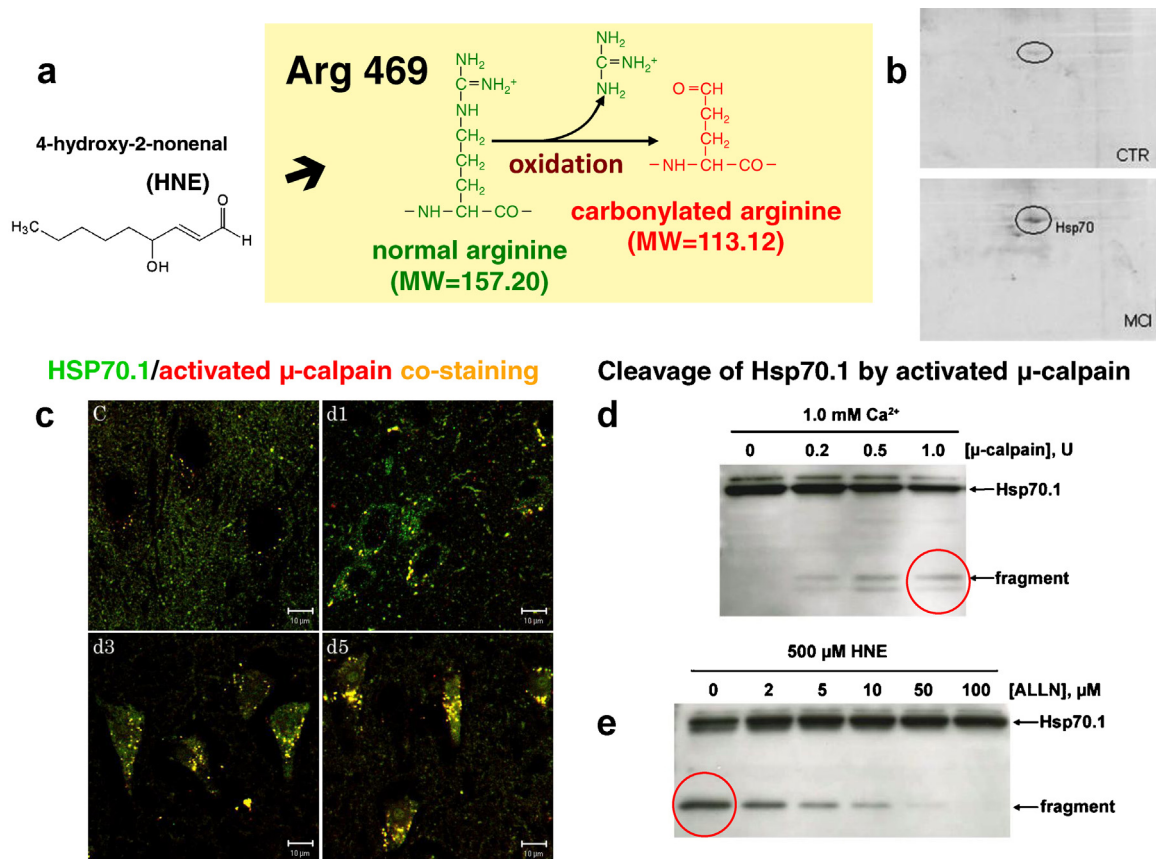 a
4-hydroxy-2-nonenal
(HNE)
H₃C
OH
O
H
Arg 469
NH₂
C=NH₂⁺
NH
CH₂
CH₂
CH₂
–NH–CH–CO–
normal arginine
(MW=157.20)
NH₂
C=NH₂⁺
NH₂
oxidation
O=CH
CH₂
CH₂
–NH–CH–CO–
carbonylated arginine
(MW=113.12)
b
CTR
Hsp70
MCI
HSP70.1/activated μ-calpain co-staining
c
C
10 μm
d1
10 μm
d3
10 μm
d5
10 μm
Cleavage of Hsp70.1 by activated μ-calpain
d
1.0 mM Ca²⁺
0 0.2 0.5 1.0 [μ-calpain], U
Hsp70.1
fragment
e
500 μM HNE
0 2 5 10 50 100 [ALLN], μM
Hsp70.1
fragment